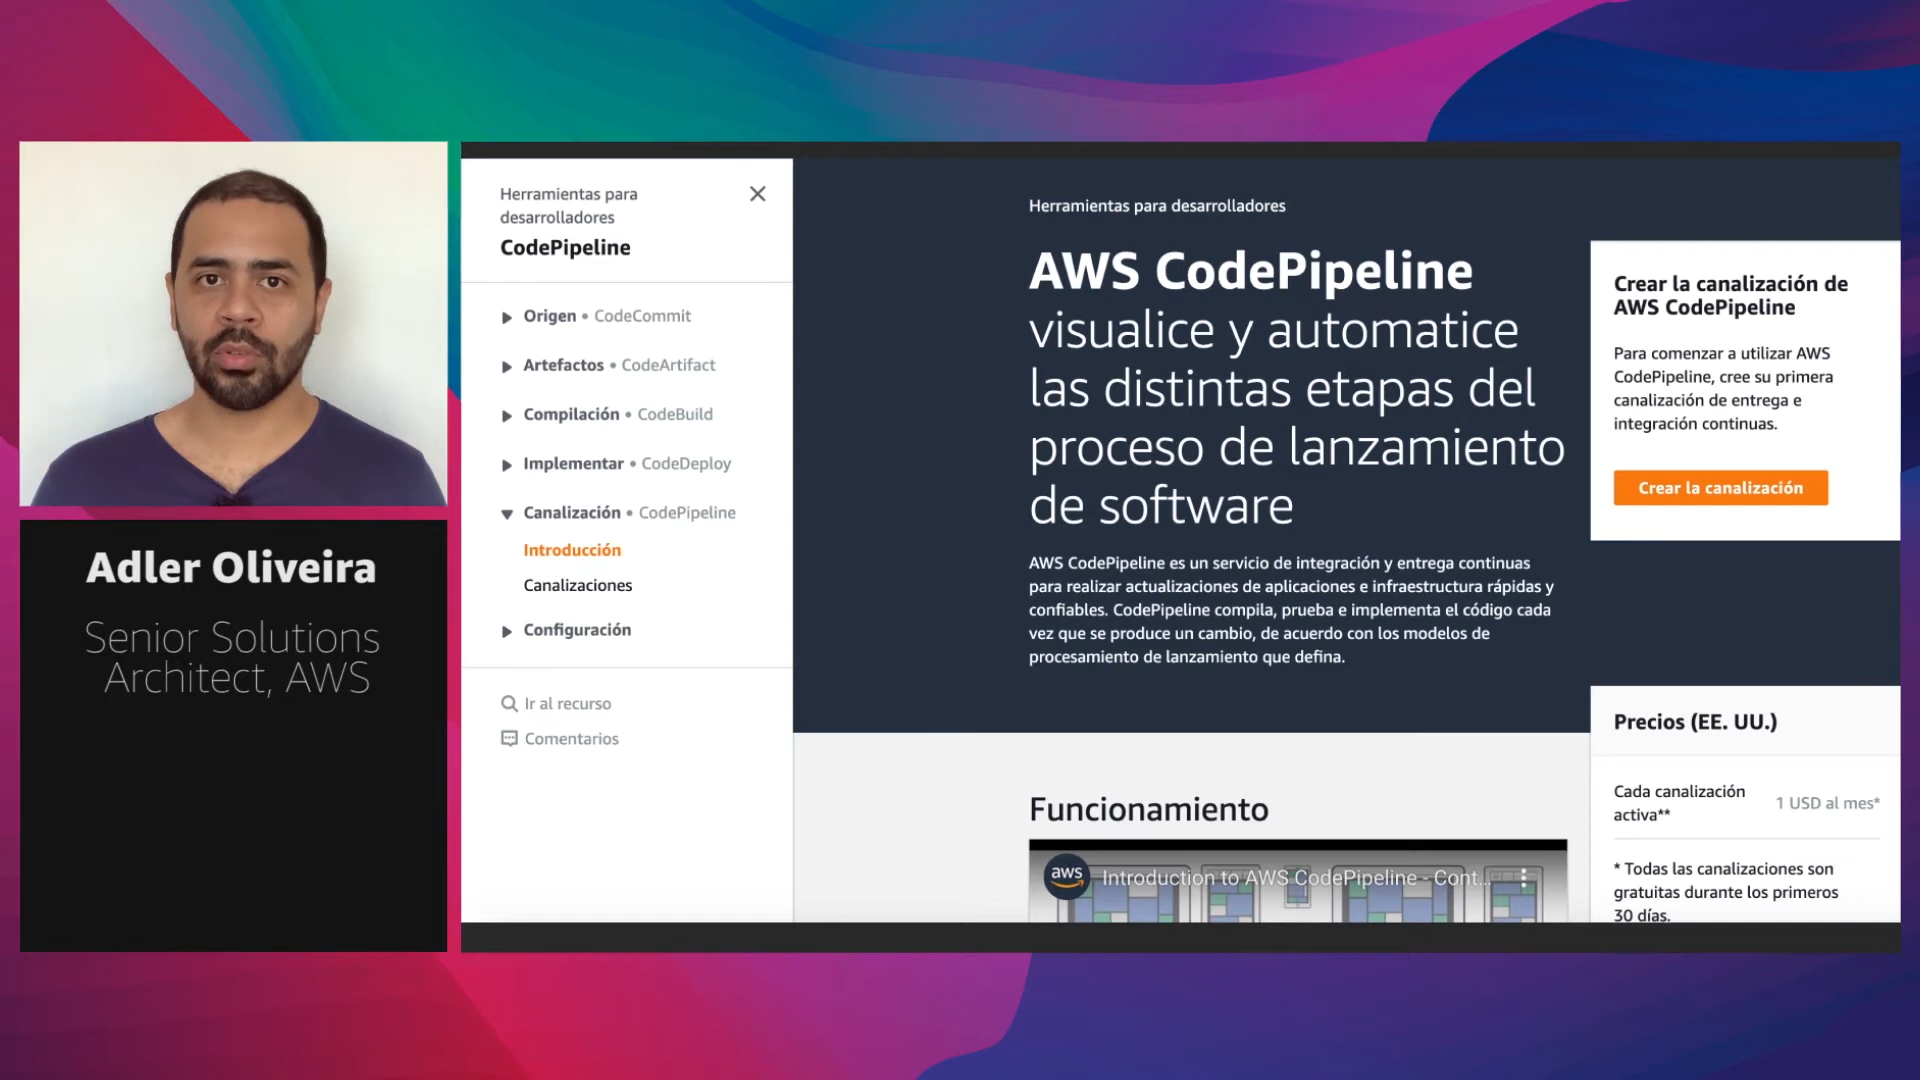 Adler Oliveira
Senior Solutions
Architect, AWS
Herramientas para
desarrolladores
CodePipeline
Origen • CodeCommit
Artefactos • CodeArtifact
Compilación • CodeBuild
Implementar • CodeDeploy
Canalización • CodePipeline
Introducción
Canalizaciones
Configuración
Ir al recurso
Comentarios
Herramientas para desarrolladores
AWS CodePipeline
visualice y automatice
las distintas etapas del
proceso de lanzamiento
de software
AWS CodePipeline es un servicio de integración y entrega continuas
para realizar actualizaciones de aplicaciones e infraestructura rápidas y
confiables. CodePipeline compila, prueba e implementa el código cada
vez que se produce un cambio, de acuerdo con los modelos de
procesamiento de lanzamiento que defina.
Funcionamiento
aws
Introduction to AWS CodePipeline - Cont...
Crear la canalización de
AWS CodePipeline
Para comenzar a utilizar AWS
CodePipeline, cree su primera
canalización de entrega e
integración continuas.
Crear la canalización
Precios (EE. UU.)
Cada canalización
activa**
1 USD al mes*
* Todas las canalizaciones son
gratuitas durante los primeros
30 días.